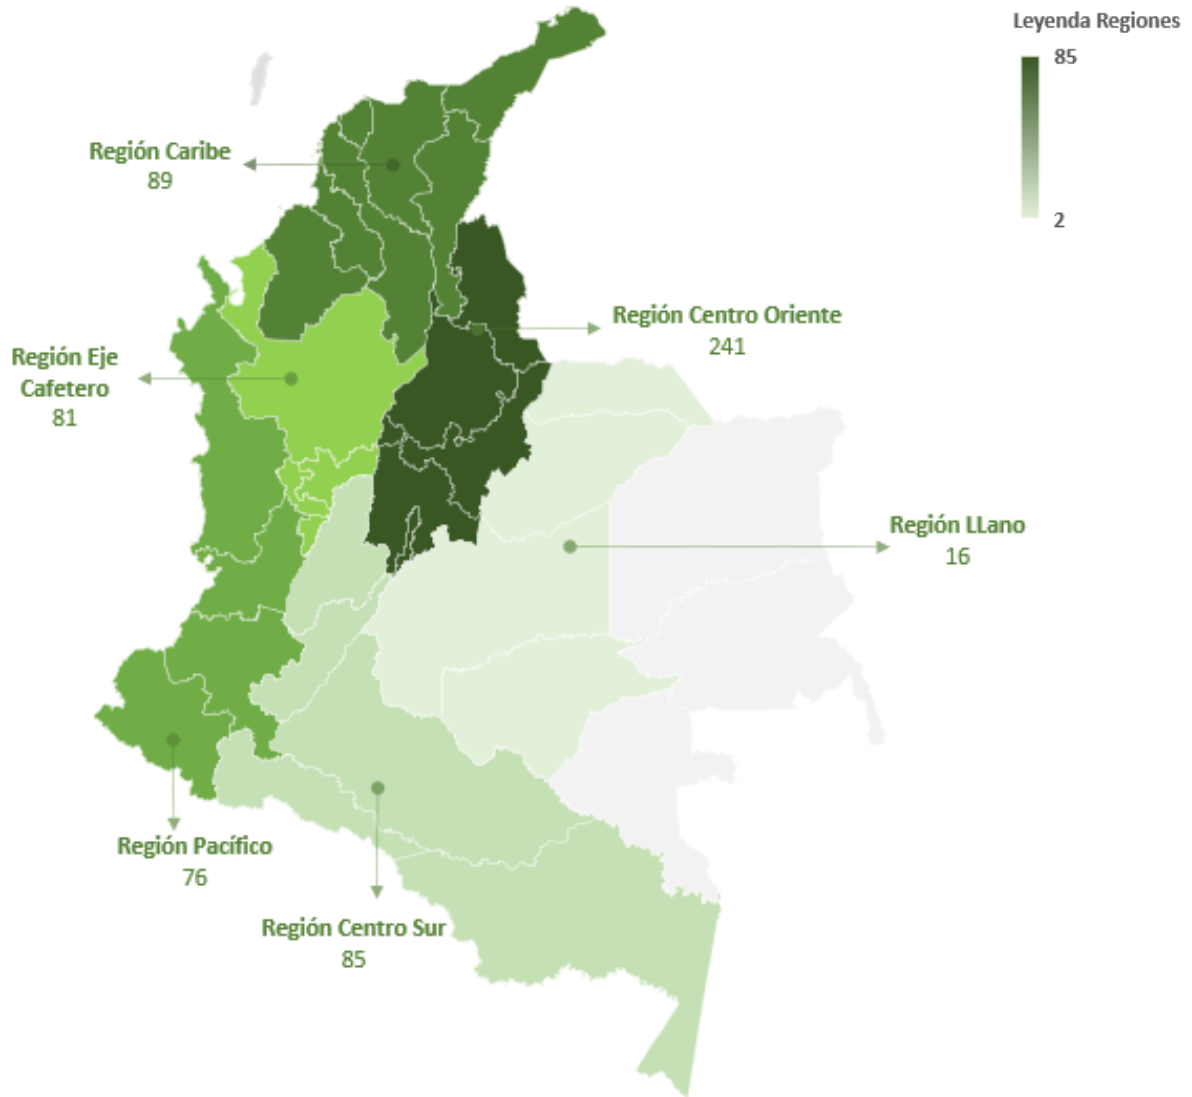 Leyenda Regiones
85
2
Región Caribe
89
Región Centro Oriente
241
Región Eje
Cafetero
81
Región LLano
16
Región Pacífico
76
Región Centro Sur
85